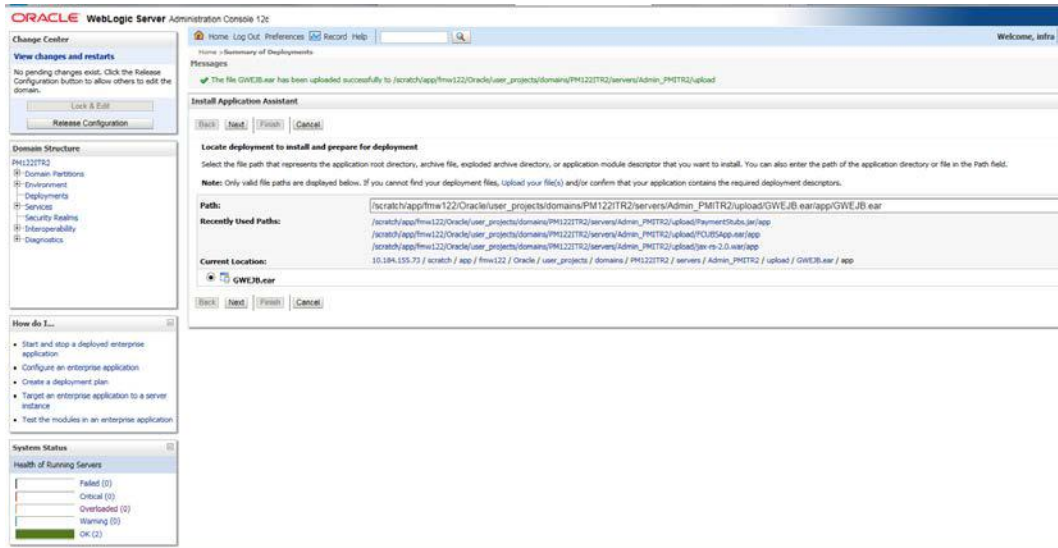 ORACLE WebLogic Server Administration Console 12c
Change Center
View changes and restarts
No pending changes exist. Click the Release
Configuration button to allow others to edit the
domain.
Lock & Edit
Release Configuration
Domain Structure
PM122ITR2
Domain Partitions
Environment
Deployments
Services
Security Realms
Interoperability
Diagnostics
How do I...
Start and stop a deployed enterprise
application
Configure an enterprise application
Create a deployment plan
Target an enterprise application to a server
instance
Test the modules in an enterprise application
System Status
Health of Running Servers
Failed (0)
Critical (0)
Overloaded (0)
Warning (0)
OK (2)
Home Log Out Preferences Record Help
Welcome, infra
Home >Summary of Deployments
Messages
The file GWEJB.ear has been uploaded successfully to /scratch/app/fmw122/Oracle/user_projects/domains/PM122ITR2/servers/Admin_PMITR2/upload
Install Application Assistant
Back Next Finish Cancel
Locate deployment to install and prepare for deployment
Select the file path that represents the application root directory, archive file, exploded archive directory, or application module descriptor that you want to install. You can also enter the path of the application directory or file in the Path field.
Note: Only valid file paths are displayed below. If you cannot find your deployment files, Upload your file(s) and/or confirm that your application contains the required deployment descriptors.
Path: /scratch/app/fmw122/Oracle/user_projects/domains/PM122ITR2/servers/Admin_PMITR2/upload/GWEJB.ear/app/GWEJB.ear
Recently Used Paths: /scratch/app/fmw122/Oracle/user_projects/domains/PM122ITR2/servers/Admin_PMITR2/upload/PaymentStubs.jar/app
/scratch/app/fmw122/Oracle/user_projects/domains/PM122ITR2/servers/Admin_PMITR2/upload/FCUBSApp.ear/app
/scratch/app/fmw122/Oracle/user_projects/domains/PM122ITR2/servers/Admin_PMITR2/upload/jax-rs-2.0.war/app
Current Location: 10.184.155.73 / scratch / app / fmw122 / Oracle / user_projects / domains / PM122ITR2 / servers / Admin_PMITR2 / upload / GWEJB.ear / app
GWEJB.ear
Back Next Finish Cancel